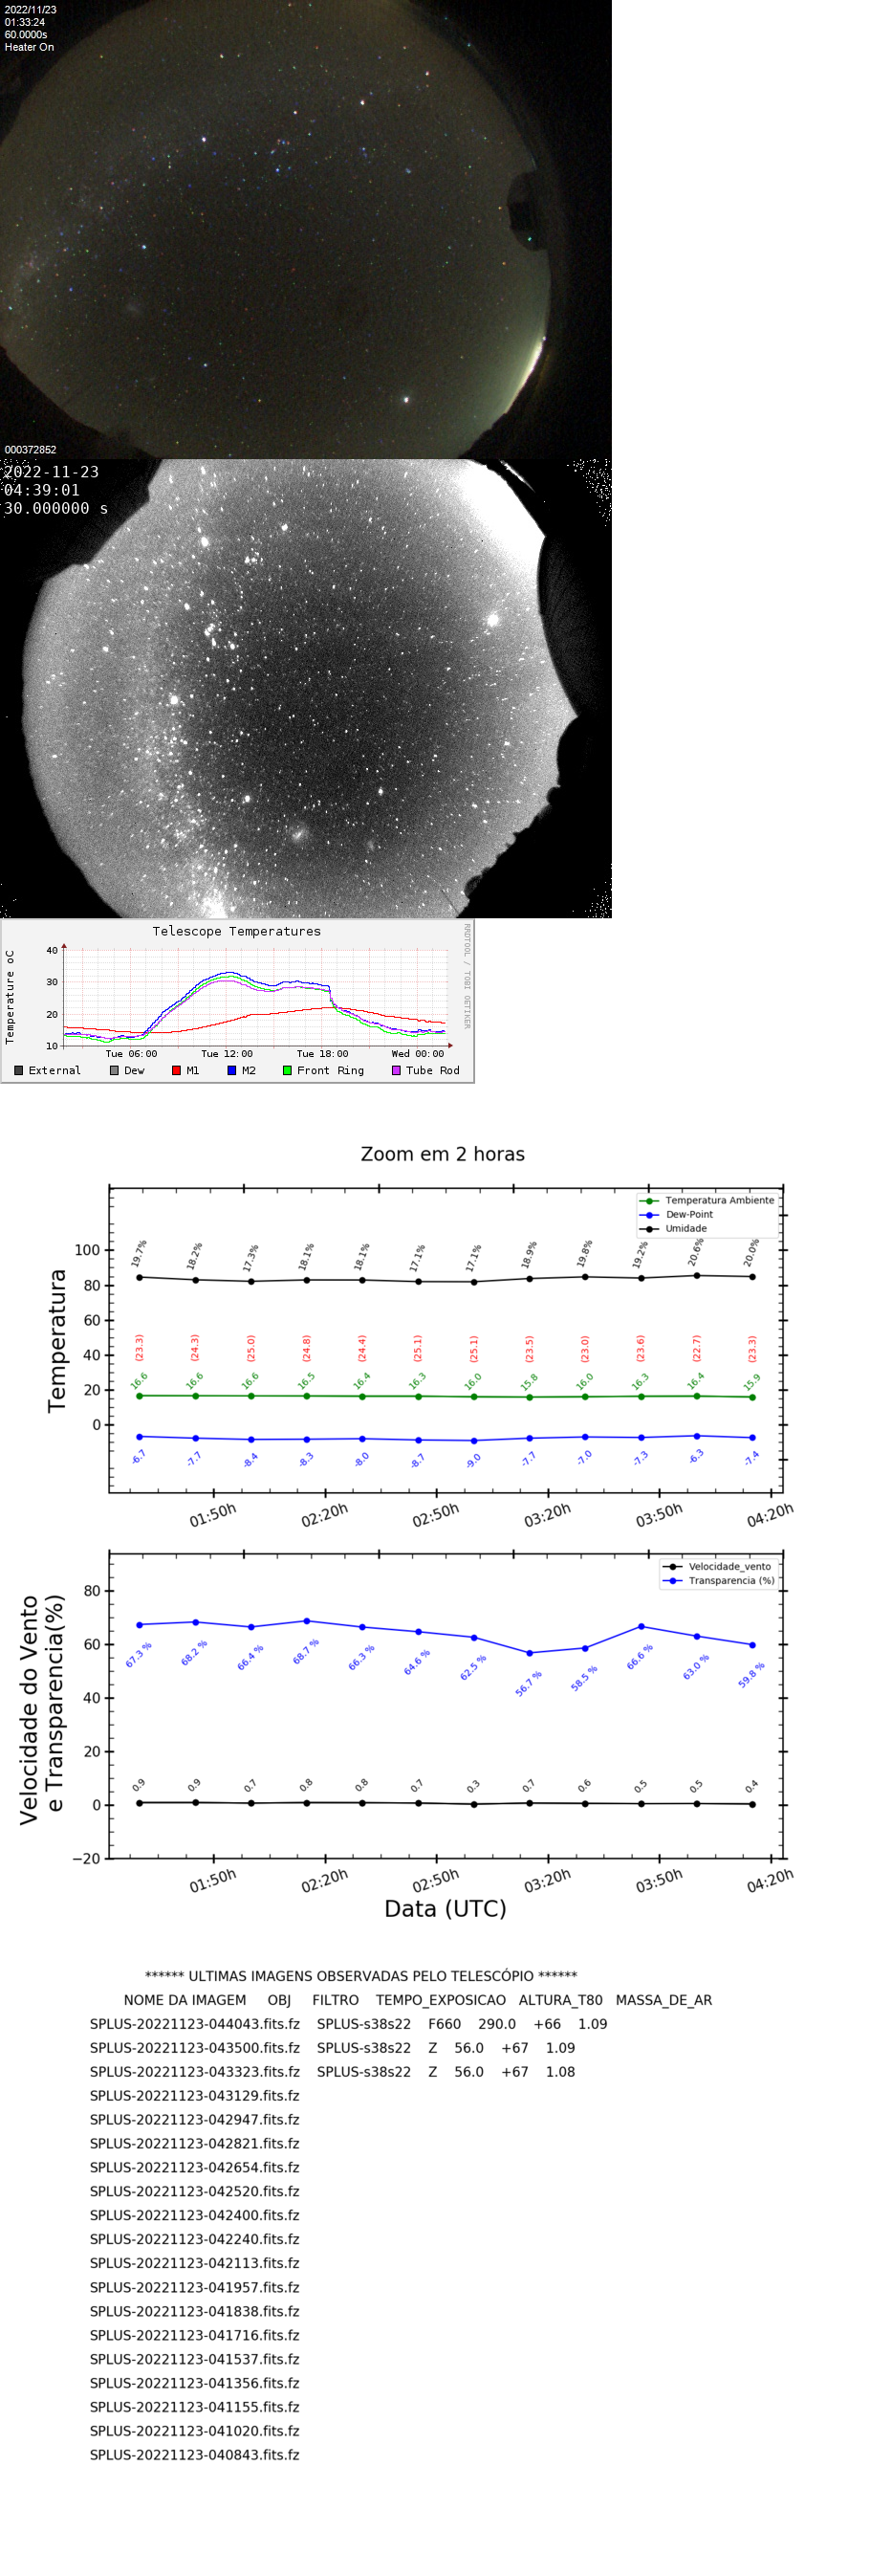 2022/11/23
01:33:24
60.0000s
Heater On
000372852
2022-11-23
04:39:01
30.000000 s
Telescope Temperatures
RRDTOOL / TOBI OETIKER
Temperature oC
40
30
20
10
Tue 06:00 Tue 12:00 Tue 18:00 Wed 00:00
External Dew M1 M2 Front Ring Tube Rod
Zoom em 2 horas
Temperatura Ambiente
Dew-Point
Umidade
Temperatura
100
80
60
40
20
0
19.7% 18.2% 17.3% 18.1% 18.1% 17.1% 17.1% 18.9% 19.8% 19.2% 20.6% 20.0%
(23.3) (24.3) (25.0) (24.8) (24.4) (25.1) (25.1) (23.5) (23.0) (23.6) (22.7) (23.3)
16.6 16.6 16.6 16.5 16.4 16.3 16.0 15.8 16.0 16.3 16.4 15.9
-6.7 -7.7 -8.4 -8.3 -8.0 -8.7 -9.0 -7.7 -7.0 -7.3 -6.3 -7.4
01:50h 02:20h 02:50h 03:20h 03:50h 04:20h
Velocidade_vento
Transparencia (%)
Velocidade do Vento
e Transparencia(%)
80
60
40
20
0
−20
67.3 % 68.2 % 66.4 % 68.7 % 66.3 % 64.6 % 62.5 % 56.7 % 58.5 % 66.6 % 63.0 % 59.8 %
0.9 0.9 0.7 0.8 0.8 0.7 0.3 0.7 0.6 0.5 0.5 0.4
01:50h 02:20h 02:50h 03:20h 03:50h 04:20h
Data (UTC)
****** ULTIMAS IMAGENS OBSERVADAS PELO TELESCÓPIO ******
NOME DA IMAGEM OBJ FILTRO TEMPO_EXPOSICAO ALTURA_T80 MASSA_DE_AR
SPLUS-20221123-044043.fits.fz SPLUS-s38s22 F660 290.0 +66 1.09
SPLUS-20221123-043500.fits.fz SPLUS-s38s22 Z 56.0 +67 1.09
SPLUS-20221123-043323.fits.fz SPLUS-s38s22 Z 56.0 +67 1.08
SPLUS-20221123-043129.fits.fz
SPLUS-20221123-042947.fits.fz
SPLUS-20221123-042821.fits.fz
SPLUS-20221123-042654.fits.fz
SPLUS-20221123-042520.fits.fz
SPLUS-20221123-042400.fits.fz
SPLUS-20221123-042240.fits.fz
SPLUS-20221123-042113.fits.fz
SPLUS-20221123-041957.fits.fz
SPLUS-20221123-041838.fits.fz
SPLUS-20221123-041716.fits.fz
SPLUS-20221123-041537.fits.fz
SPLUS-20221123-041356.fits.fz
SPLUS-20221123-041155.fits.fz
SPLUS-20221123-041020.fits.fz
SPLUS-20221123-040843.fits.fz